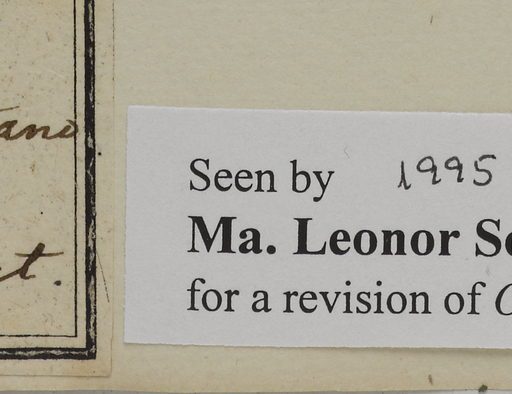 Seen by 1995
Ma. Leonor
for a revision of